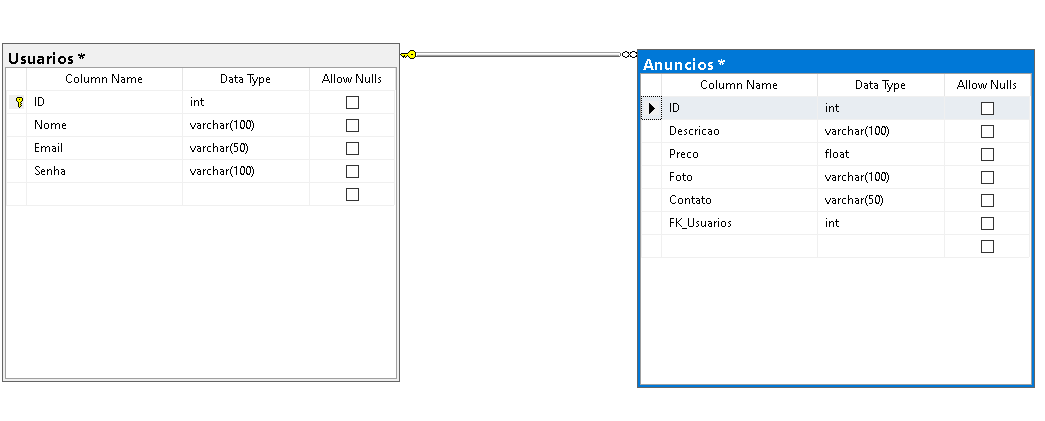 Usuarios *
Column Name Data Type Allow Nulls
ID int
Nome varchar(100)
Email varchar(50)
Senha varchar(100)
Anuncios *
Column Name Data Type Allow Nulls
ID int
Descricao varchar(100)
Preco float
Foto varchar(100)
Contato varchar(50)
FK_Usuarios int